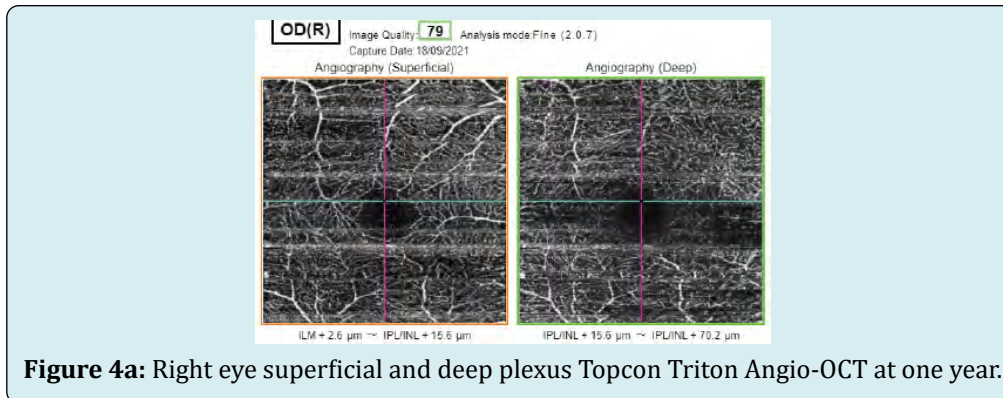 OD(R) Image Quality: 79 Analysis mode:Fine (2.0.7)
Capture Date:18/09/2021
Angiography (Superficial) Angiography (Deep)
ILM + 2.6 µm ～ IPL/INL + 15.6 µm IPL/INL + 15.6 µm ～ IPL/INL + 70.2 µm
Figure 4a: Right eye superficial and deep plexus Topcon Triton Angio-OCT at one year.